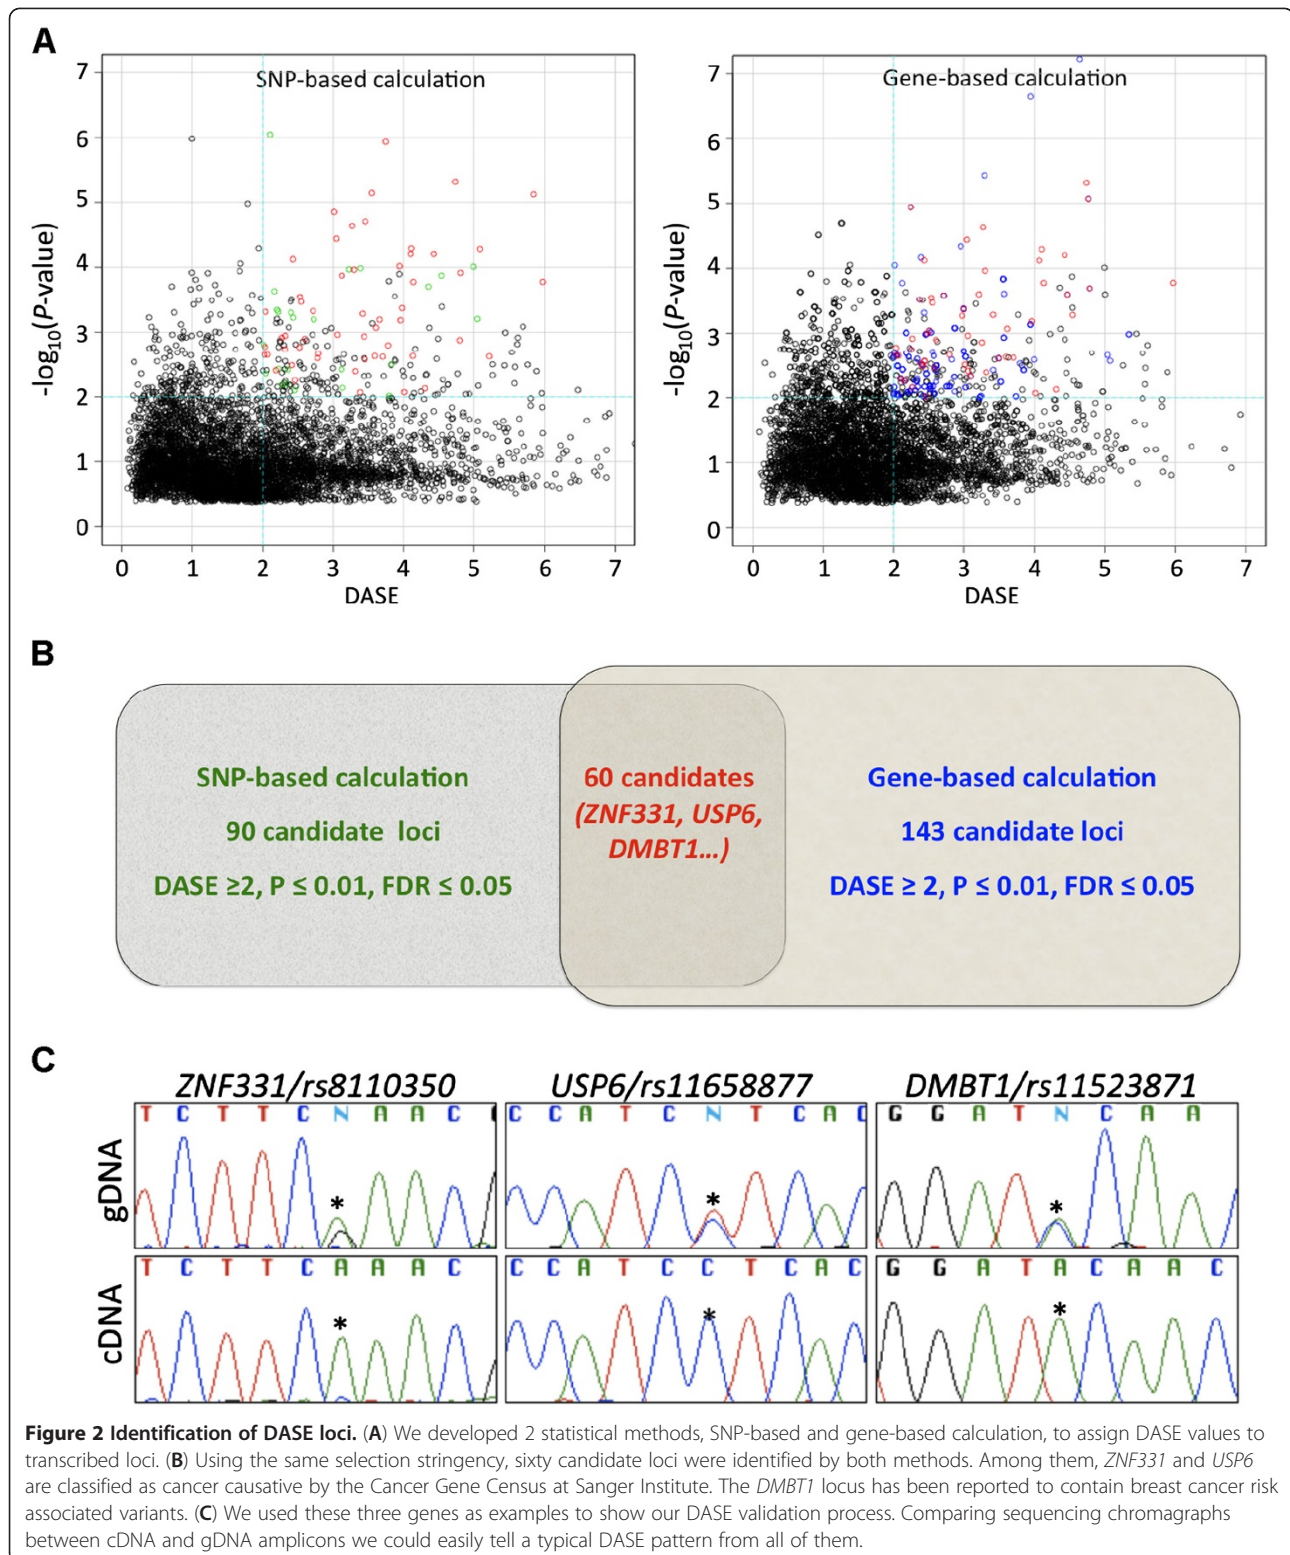 A
SNP-based calculation
-log10(P-value)
7
6
5
4
3
2
1
0
0 1 2 3 4 5 6 7
DASE
Gene-based calculation
-log10(P-value)
7
6
5
4
3
2
1
0
0 1 2 3 4 5 6 7
DASE
B
SNP-based calculation
90 candidate loci
DASE ≥2, P ≤ 0.01, FDR ≤ 0.05
60 candidates
(ZNF331, USP6,
DMBT1...)
Gene-based calculation
143 candidate loci
DASE ≥ 2, P ≤ 0.01, FDR ≤ 0.05
C
ZNF331/rs8110350 USP6/rs11658877 DMBT1/rs11523871
gDNA
T C T T C N A A C
*
C C A T C N T C A C
*
G G A T N C A A
*
cDNA
T C T T C A A A C
*
C C A T C C T C A C
*
G G A T A C A A C
*
Figure 2 Identification of DASE loci. (A) We developed 2 statistical methods, SNP-based and gene-based calculation, to assign DASE values to
transcribed loci. (B) Using the same selection stringency, sixty candidate loci were identified by both methods. Among them, ZNF331 and USP6
are classified as cancer causative by the Cancer Gene Census at Sanger Institute. The DMBT1 locus has been reported to contain breast cancer risk
associated variants. (C) We used these three genes as examples to show our DASE validation process. Comparing sequencing chromagraphs
between cDNA and gDNA amplicons we could easily tell a typical DASE pattern from all of them.